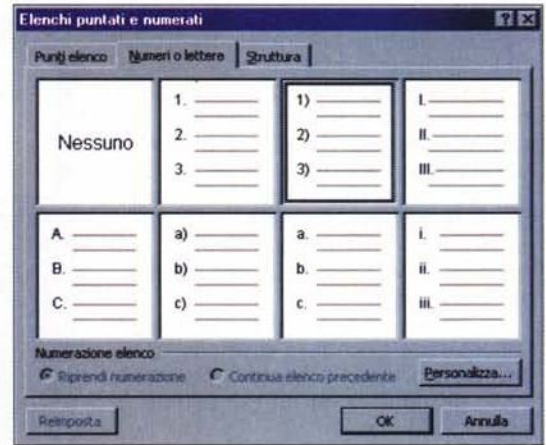 Elenchi puntati e numerati
Punti elenco Numeri o lettere Struttura
Nessuno
1.
2.
3.
1)
2)
3)
I.
II.
III.
A.
B.
C.
a)
b)
c)
a.
b.
c.
i.
ii.
iii.
Numerazione elenco
Riprendi numerazione Continua elenco precedente Personalizza...
Reimposta OK Annulla